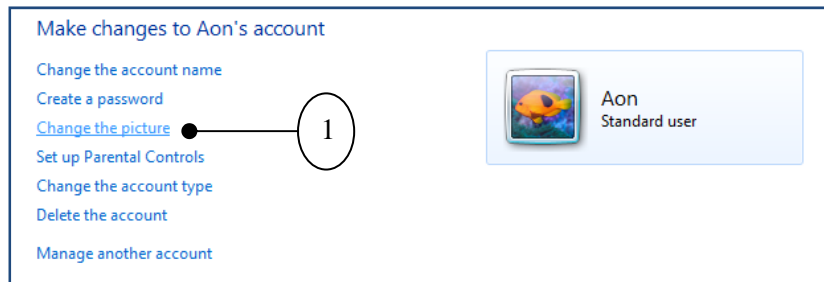 Make changes to Aon's account
Change the account name
Create a password
Change the picture
1
Set up Parental Controls
Change the account type
Delete the account
Manage another account
Aon
Standard user